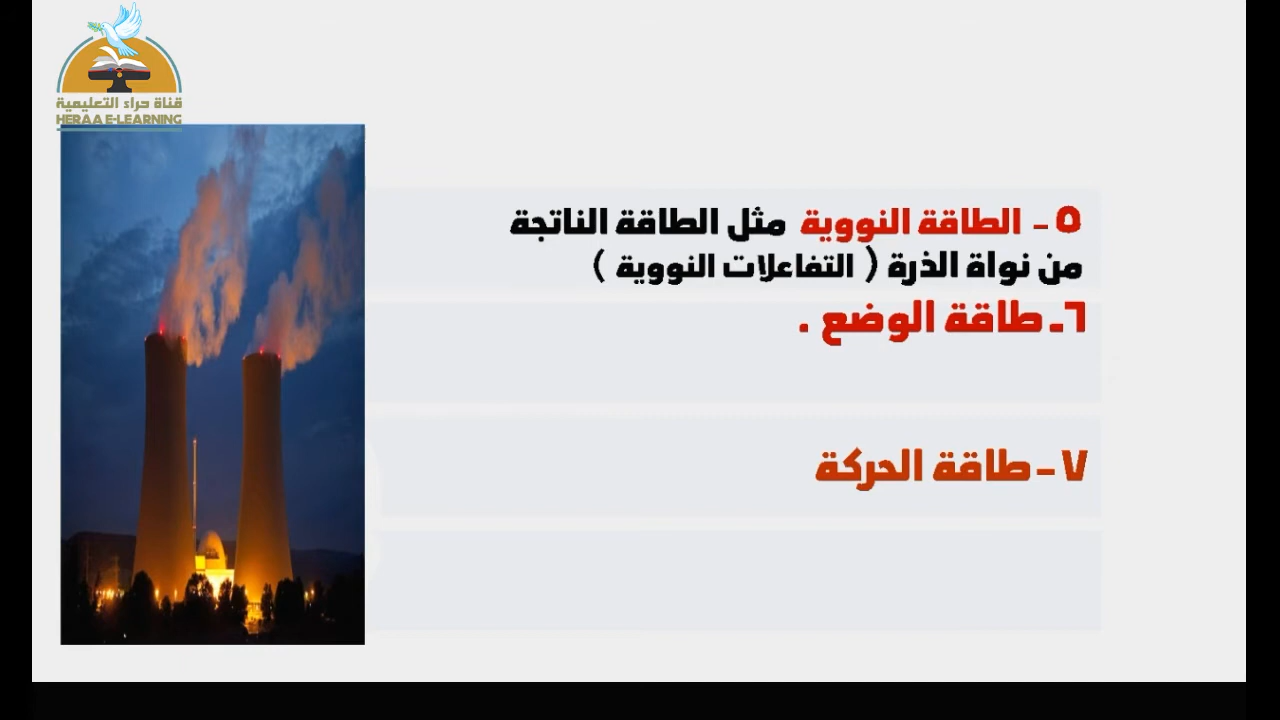 قناة حراء التعليمية
HERAA E-LEARNING
٥ - الطاقة النووية مثل الطاقة الناتجة
من نواة الذرة ( التفاعلات النووية )
٦- طاقة الوضع .
٧ - طاقة الحركة